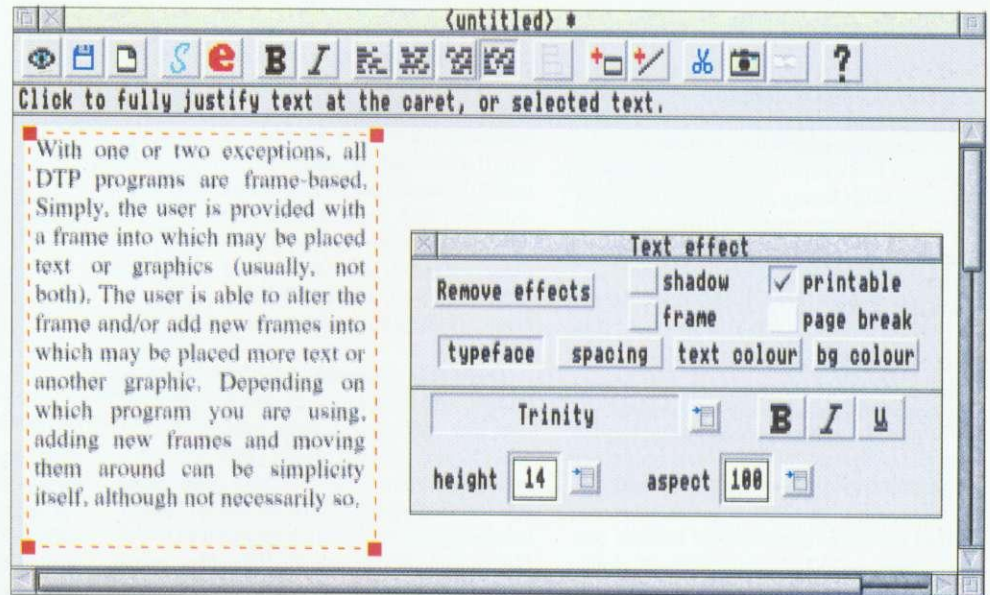 <untitled> *
S e B I ?
Click to fully justify text at the caret, or selected text.
With one or two exceptions, all
DTP programs are frame-based.
Simply, the user is provided with
a frame into which may be placed
text or graphics (usually, not
both). The user is able to alter the
frame and/or add new frames into
which may be placed more text or
another graphic. Depending on
which program you are using,
adding new frames and moving
them around can be simplicity
itself, although not necessarily so.
Text effect
Remove effects shadow printable
frame page break
typeface spacing text colour bg colour
Trinity B I u
height 14 aspect 100